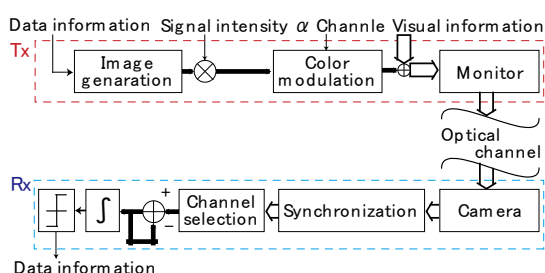 Data information Signal intensity α Channle Visual information
Tx
Image
genaration
Color
modulation
Monitor
Optical
channel
Rx
∫
+
−
Channel
selection
Synchronization
Camera
Data information